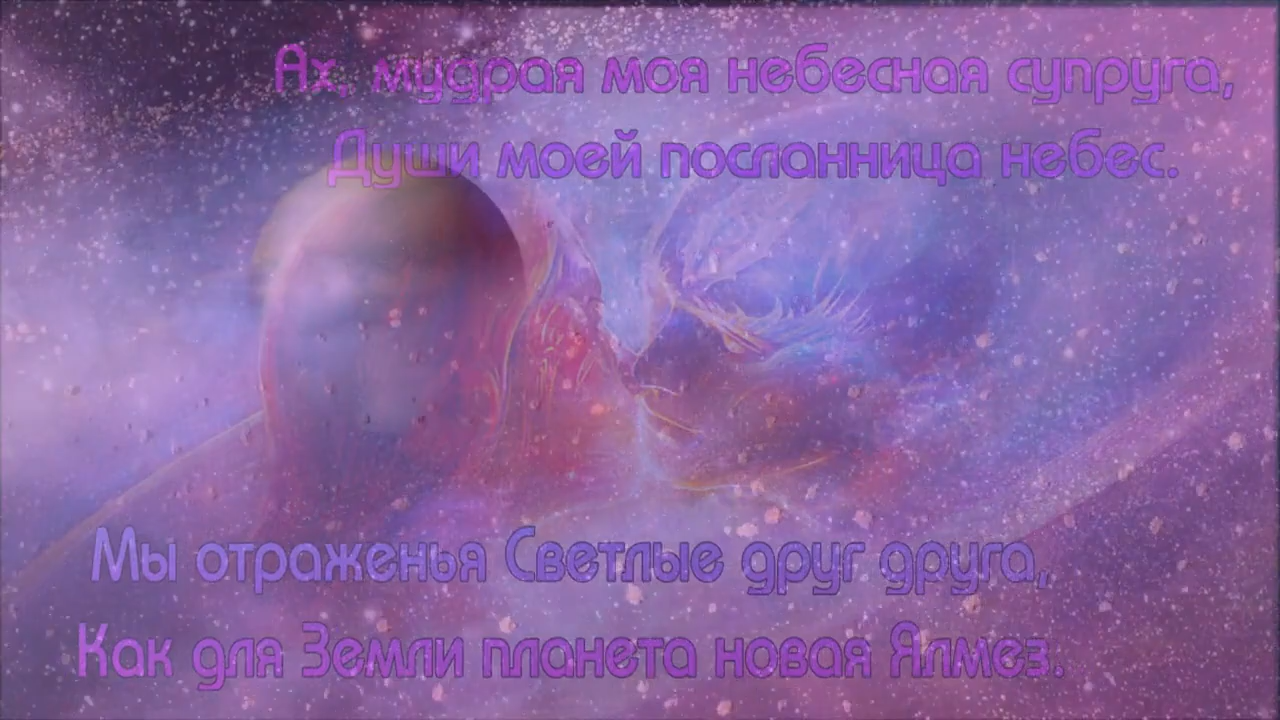 Ах, мудрая моя небесная супруга,
Души моей посланница небес.
Мы отраженья Светлые друг друга,
Как для Земли планета новая Ялмез.